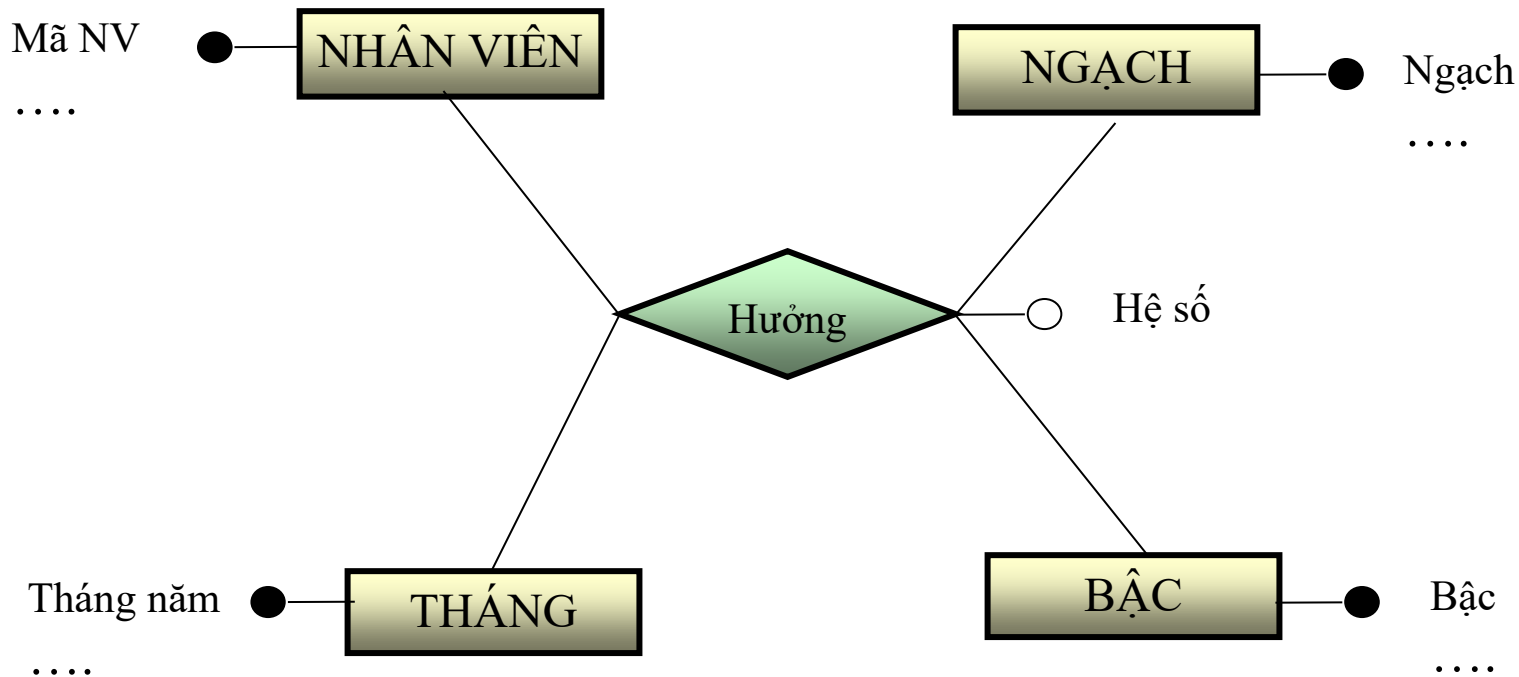 Mã NV
....
NHÂN VIÊN
NGẠCH
Ngạch
....
Hưởng
Hệ số
Tháng năm
....
THÁNG
BẬC
Bậc
....